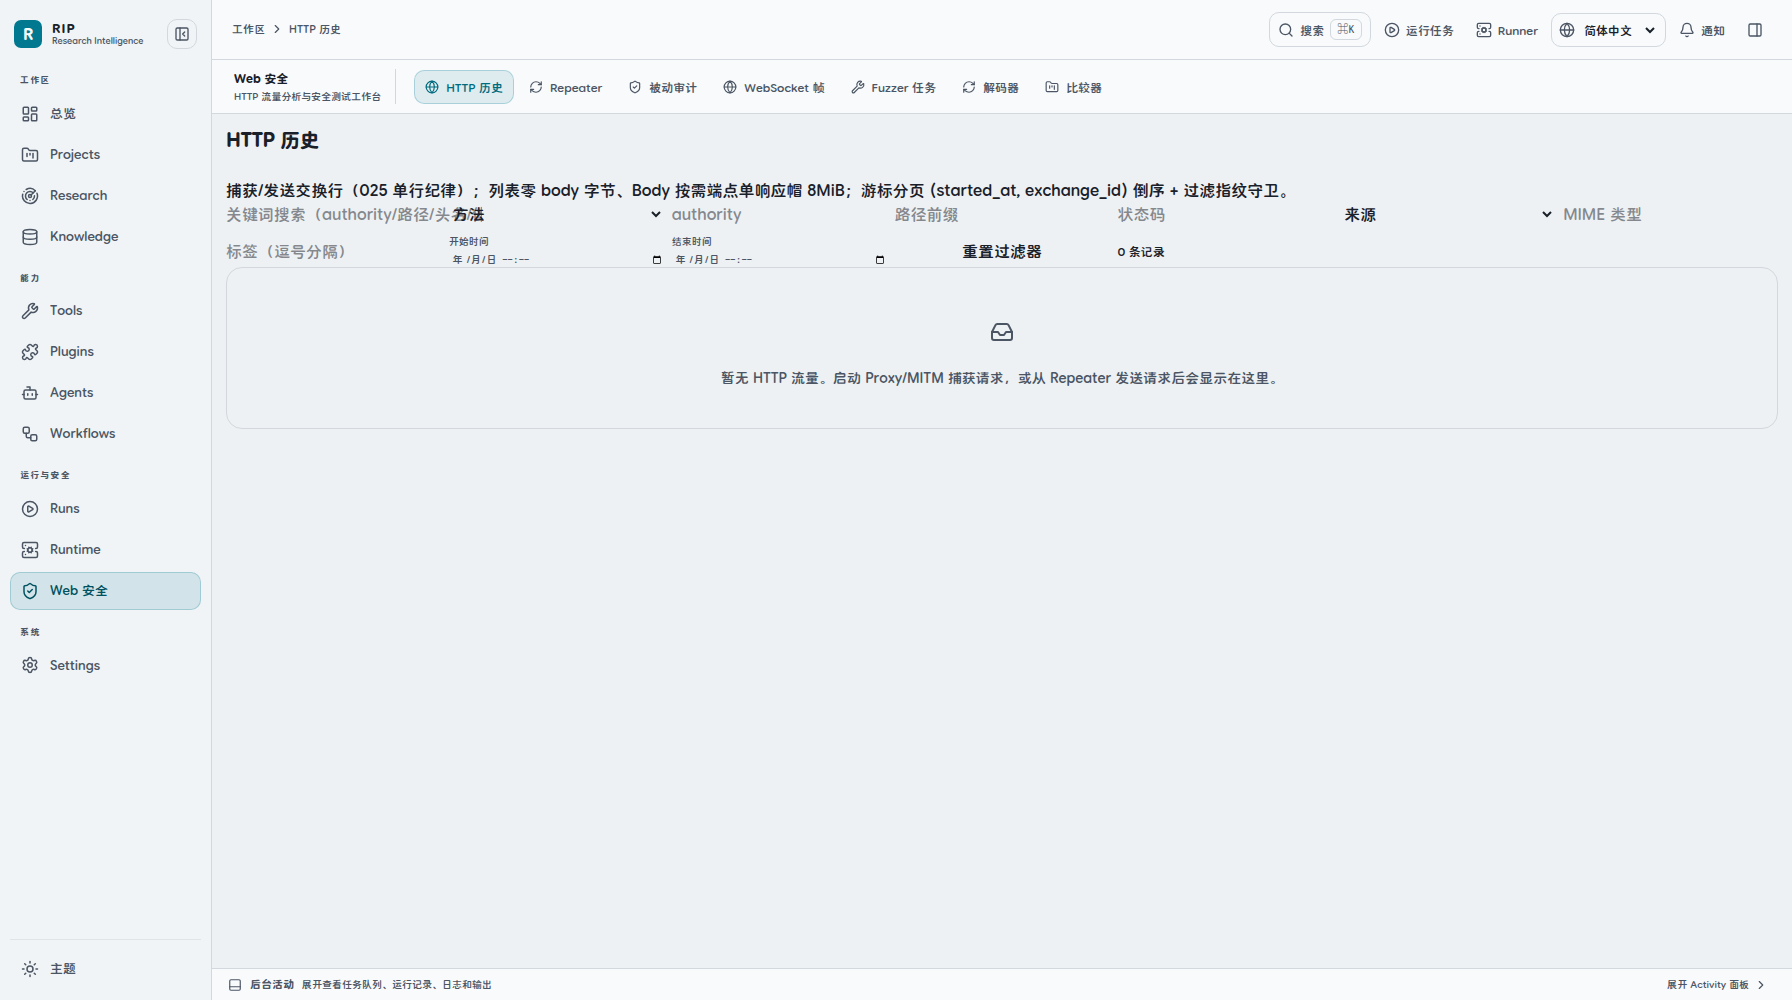 RIP
Research Intelligence
工作区
总览
Projects
Research
Knowledge
能力
Tools
Plugins
Agents
Workflows
运行与安全
Runs
Runtime
Web 安全
系统
Settings
主题
工作区 > HTTP 历史
搜索 ⌘K
运行任务
Runner
简体中文
通知
Web 安全
HTTP 流量分析与安全测试工作台
HTTP 历史
Repeater
被动审计
WebSocket 帧
Fuzzer 任务
解码器
比较器
HTTP 历史
捕获/发送交换行（025 单行纪律）；列表零 body 字节、Body 按需端点单响应帽 8MiB；游标分页 (started_at, exchange_id) 倒序 + 过滤指纹守卫。
关键词搜索（authority/路径/头
方法
authority
路径前缀
状态码
来源
MIME 类型
标签（逗号分隔）
开始时间
年 /月/日 --:--
结束时间
年 /月/日 --:--
重置过滤器
0 条记录
暂无 HTTP 流量。启动 Proxy/MITM 捕获请求，或从 Repeater 发送请求后会显示在这里。
后台活动 展开查看任务队列、运行记录、日志和输出
展开 Activity 面板